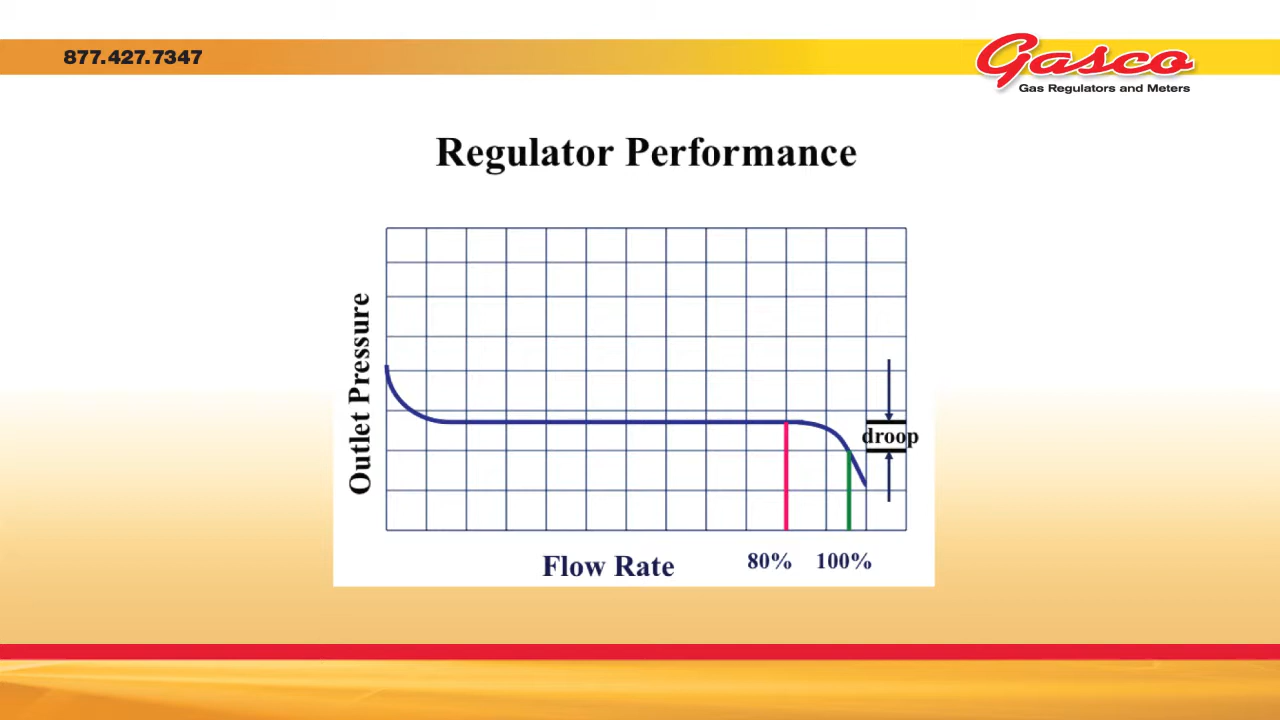 877.427.7347
Gasco
Gas Regulators and Meters
Regulator Performance
Outlet Pressure
droop
Flow Rate
80%
100%